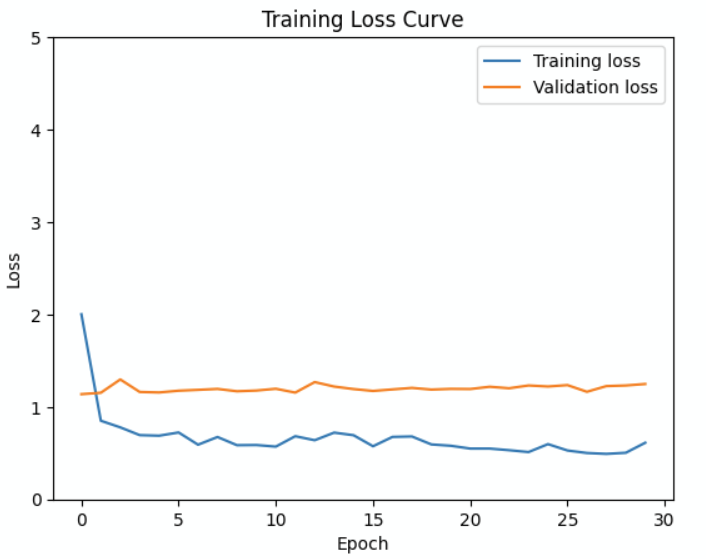 Training Loss Curve
Training loss
Validation loss
5
4
3
2
1
0
Loss
0 5 10 15 20 25 30
Epoch